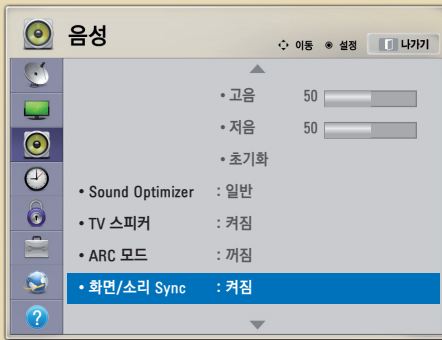 음성
이동 설정 나가기
• 고음 50
• 저음 50
• 초기화
• Sound Optimizer : 일반
• TV 스피커 : 켜짐
• ARC 모드 : 꺼짐
• 화면/소리 Sync : 켜짐
?